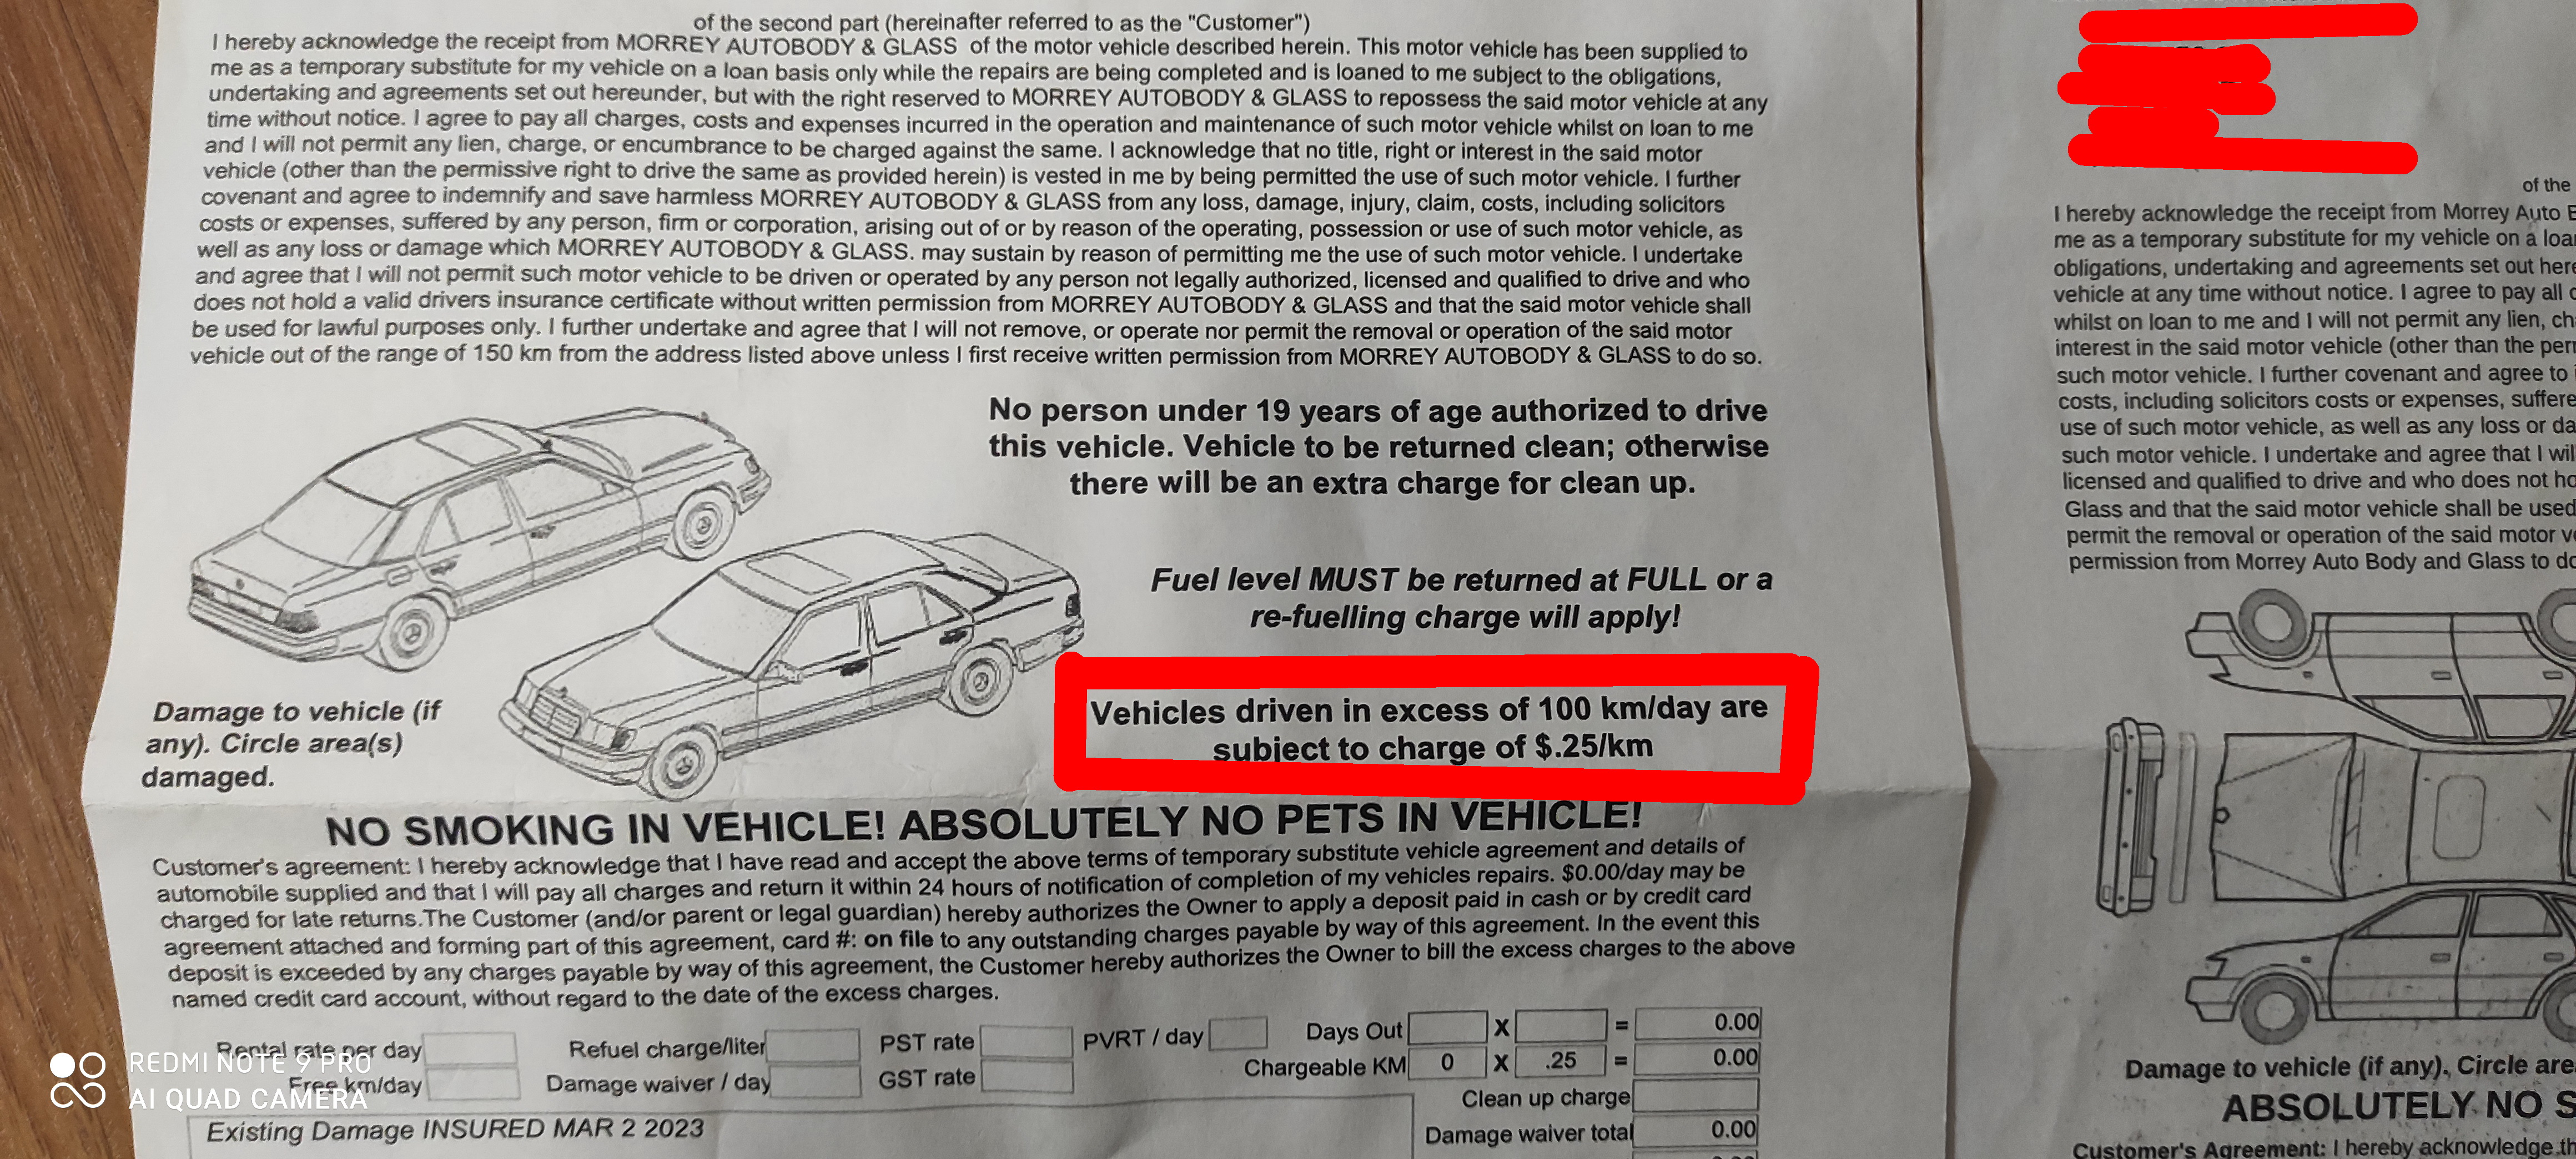 of the second part (hereinafter referred to as the "Customer")
I hereby acknowledge the receipt from MORREY AUTOBODY & GLASS of the motor vehicle described herein. This motor vehicle has been supplied to
me as a temporary substitute for my vehicle on a loan basis only while the repairs are being completed and is loaned to me subject to the obligations,
undertaking and agreements set out hereunder, but with the right reserved to MORREY AUTOBODY & GLASS to repossess the said motor vehicle at any
time without notice. I agree to pay all charges, costs and expenses incurred in the operation and maintenance of such motor vehicle whilst on loan to me
and I will not permit any lien, charge, or encumbrance to be charged against the same. I acknowledge that no title, right or interest in the said motor
vehicle (other than the permissive right to drive the same as provided herein) is vested in me by being permitted the use of such motor vehicle. I further
covenant and agree to indemnify and save harmless MORREY AUTOBODY & GLASS from any loss, damage, injury, claim, costs, including solicitors
costs or expenses, suffered by any person, firm or corporation, arising out of or by reason of the operating, possession or use of such motor vehicle, as
well as any loss or damage which MORREY AUTOBODY & GLASS. may sustain by reason of permitting me the use of such motor vehicle. I undertake
and agree that I will not permit such motor vehicle to be driven or operated by any person not legally authorized, licensed and qualified to drive and who
does not hold a valid drivers insurance certificate without written permission from MORREY AUTOBODY & GLASS and that the said motor vehicle shall
be used for lawful purposes only. I further undertake and agree that I will not remove, or operate nor permit the removal or operation of the said motor
vehicle out of the range of 150 km from the address listed above unless I first receive written permission from MORREY AUTOBODY & GLASS to do so.
No person under 19 years of age authorized to drive
this vehicle. Vehicle to be returned clean; otherwise
there will be an extra charge for clean up.
Fuel level MUST be returned at FULL or a
re-fuelling charge will apply!
Vehicles driven in excess of 100 km/day are
subject to charge of $.25/km
Damage to vehicle (if
any). Circle area(s)
damaged.
NO SMOKING IN VEHICLE! ABSOLUTELY NO PETS IN VEHICLE!
Customer's agreement: I hereby acknowledge that I have read and accept the above terms of temporary substitute vehicle agreement and details of
automobile supplied and that I will pay all charges and return it within 24 hours of notification of completion of my vehicles repairs. $0.00/day may be
charged for late returns.The Customer (and/or parent or legal guardian) hereby authorizes the Owner to apply a deposit paid in cash or by credit card
agreement attached and forming part of this agreement, card #: on file to any outstanding charges payable by way of this agreement. In the event this
deposit is exceeded by any charges payable by way of this agreement, the Customer hereby authorizes the Owner to bill the excess charges to the above
named credit card account, without regard to the date of the excess charges.
Rental rate per day Refuel charge/liter PST rate PVRT / day Days Out X = 0.00
Free km/day Damage waiver / day GST rate Chargeable KM 0 X .25 = 0.00
Clean up charge
Existing Damage INSURED MAR 2 2023 Damage waiver total 0.00
REDMI NOTE 9 PRO
AI QUAD CAMERA
of the
I hereby acknowledge the receipt from Morrey Auto
me as a temporary substitute for my vehicle on a
obligations, undertaking and agreements set out
vehicle at any time without notice. I agree to pay all
whilst on loan to me and I will not permit any lien,
interest in the said motor vehicle (other than the
such motor vehicle. I further covenant and agree to
costs, including solicitors costs or expenses,
use of such motor vehicle, as well as any loss or
such motor vehicle. I undertake and agree that I
licensed and qualified to drive and who does not
Glass and that the said motor vehicle shall be used
permit the removal or operation of the said motor
permission from Morrey Auto Body and Glass to
Damage to vehicle (if any). Circle
ABSOLUTELY NO
Customer's Agreement: I hereby acknowledge